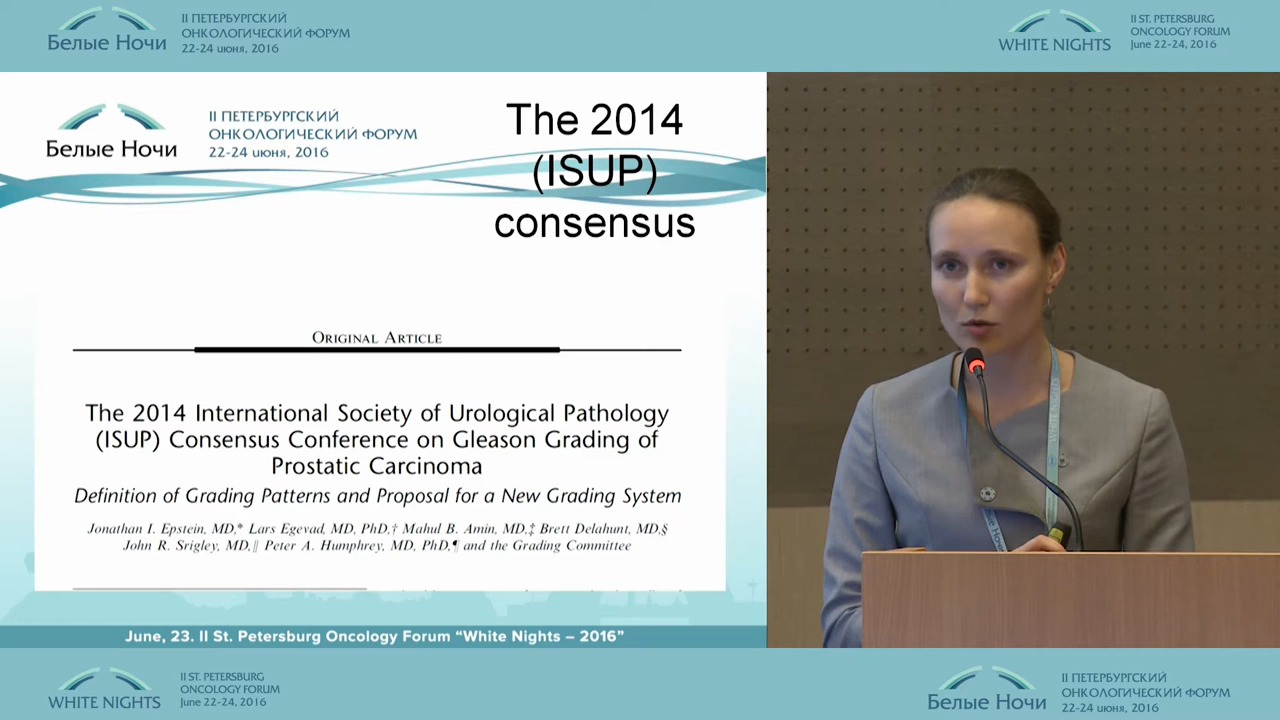 Белые Ночи
II ПЕТЕРБУРГСКИЙ
ОНКОЛОГИЧЕСКИЙ ФОРУМ
22-24 июня, 2016
WHITE NIGHTS
II ST. PETERSBURG
ONCOLOGY FORUM
June 22-24, 2016
Белые Ночи
II ПЕТЕРБУРГСКИЙ
ОНКОЛОГИЧЕСКИЙ ФОРУМ
22-24 июня, 2016
The 2014
(ISUP)
consensus
ORIGINAL ARTICLE
The 2014 International Society of Urological Pathology
(ISUP) Consensus Conference on Gleason Grading of
Prostatic Carcinoma
Definition of Grading Patterns and Proposal for a New Grading System
Jonathan I. Epstein, MD,* Lars Egevad, MD, PhD,† Mahul B. Amin, MD,‡ Brett Delahunt, MD,§
John R. Srigley, MD,‖ Peter A. Humphrey, MD, PhD,¶ and the Grading Committee
June, 23. II St. Petersburg Oncology Forum “White Nights – 2016”
WHITE NIGHTS
II ST. PETERSBURG
ONCOLOGY FORUM
June 22-24, 2016
Белые Ночи
II ПЕТЕРБУРГСКИЙ
ОНКОЛОГИЧЕСКИЙ ФОРУМ
22-24 июня, 2016